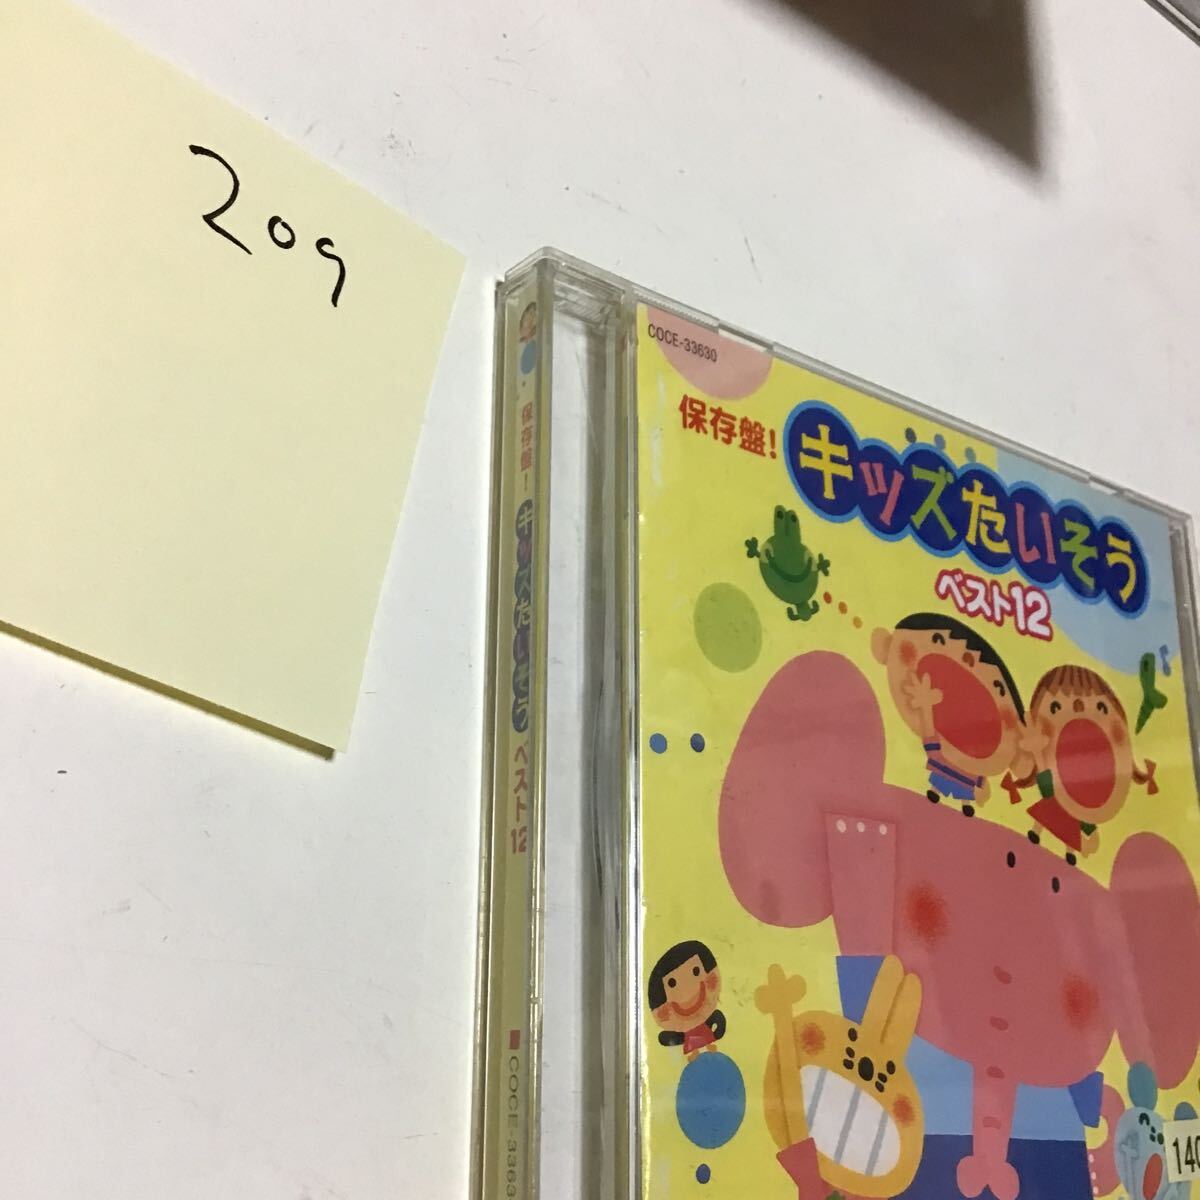 209
COCE-33630
保存盤!
キッズたいそう
ベスト12
保存盤! キッズたいそう ベスト12
COCE-3363
140